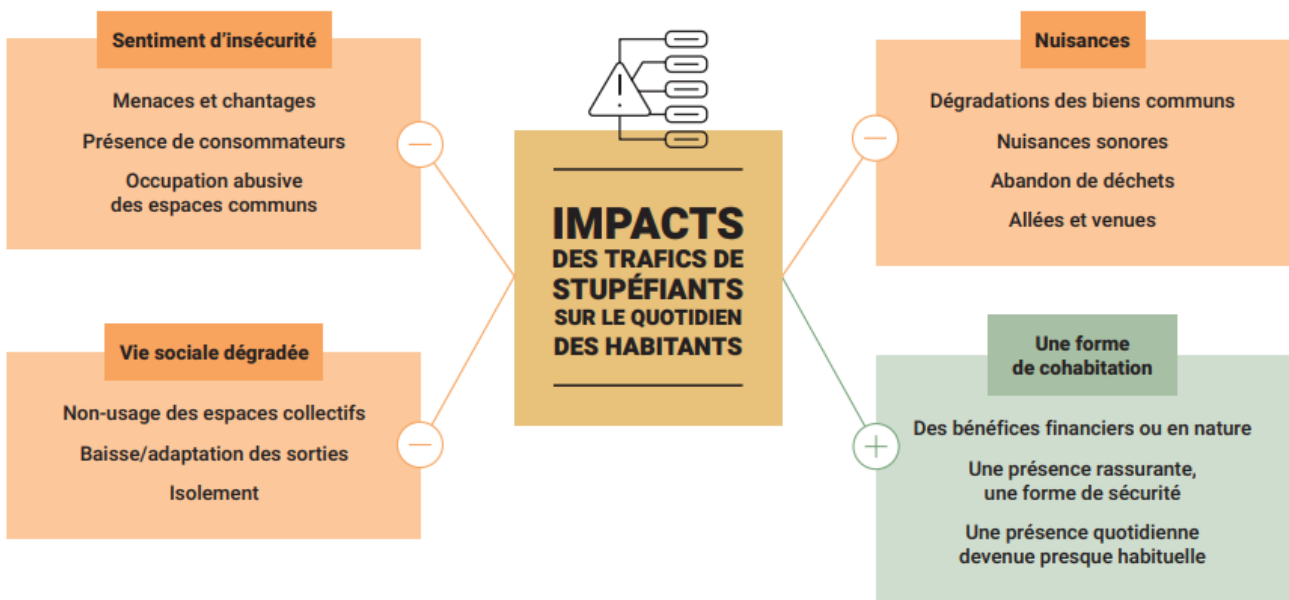 Sentiment d'insécurité
Menaces et chantages
Présence de consommateurs
Occupation abusive
des espaces communs
Vie sociale dégradée
Non-usage des espaces collectifs
Baisse/adaptation des sorties
Isolement
IMPACTS
DES TRAFICS DE
STUPÉFIANTS
SUR LE QUOTIDIEN
DES HABITANTS
Nuisances
Dégradations des biens communs
Nuisances sonores
Abandon de déchets
Allées et venues
Une forme
de cohabitation
Des bénéfices financiers ou en nature
Une présence rassurante,
une forme de sécurité
Une présence quotidienne
devenue presque habituelle